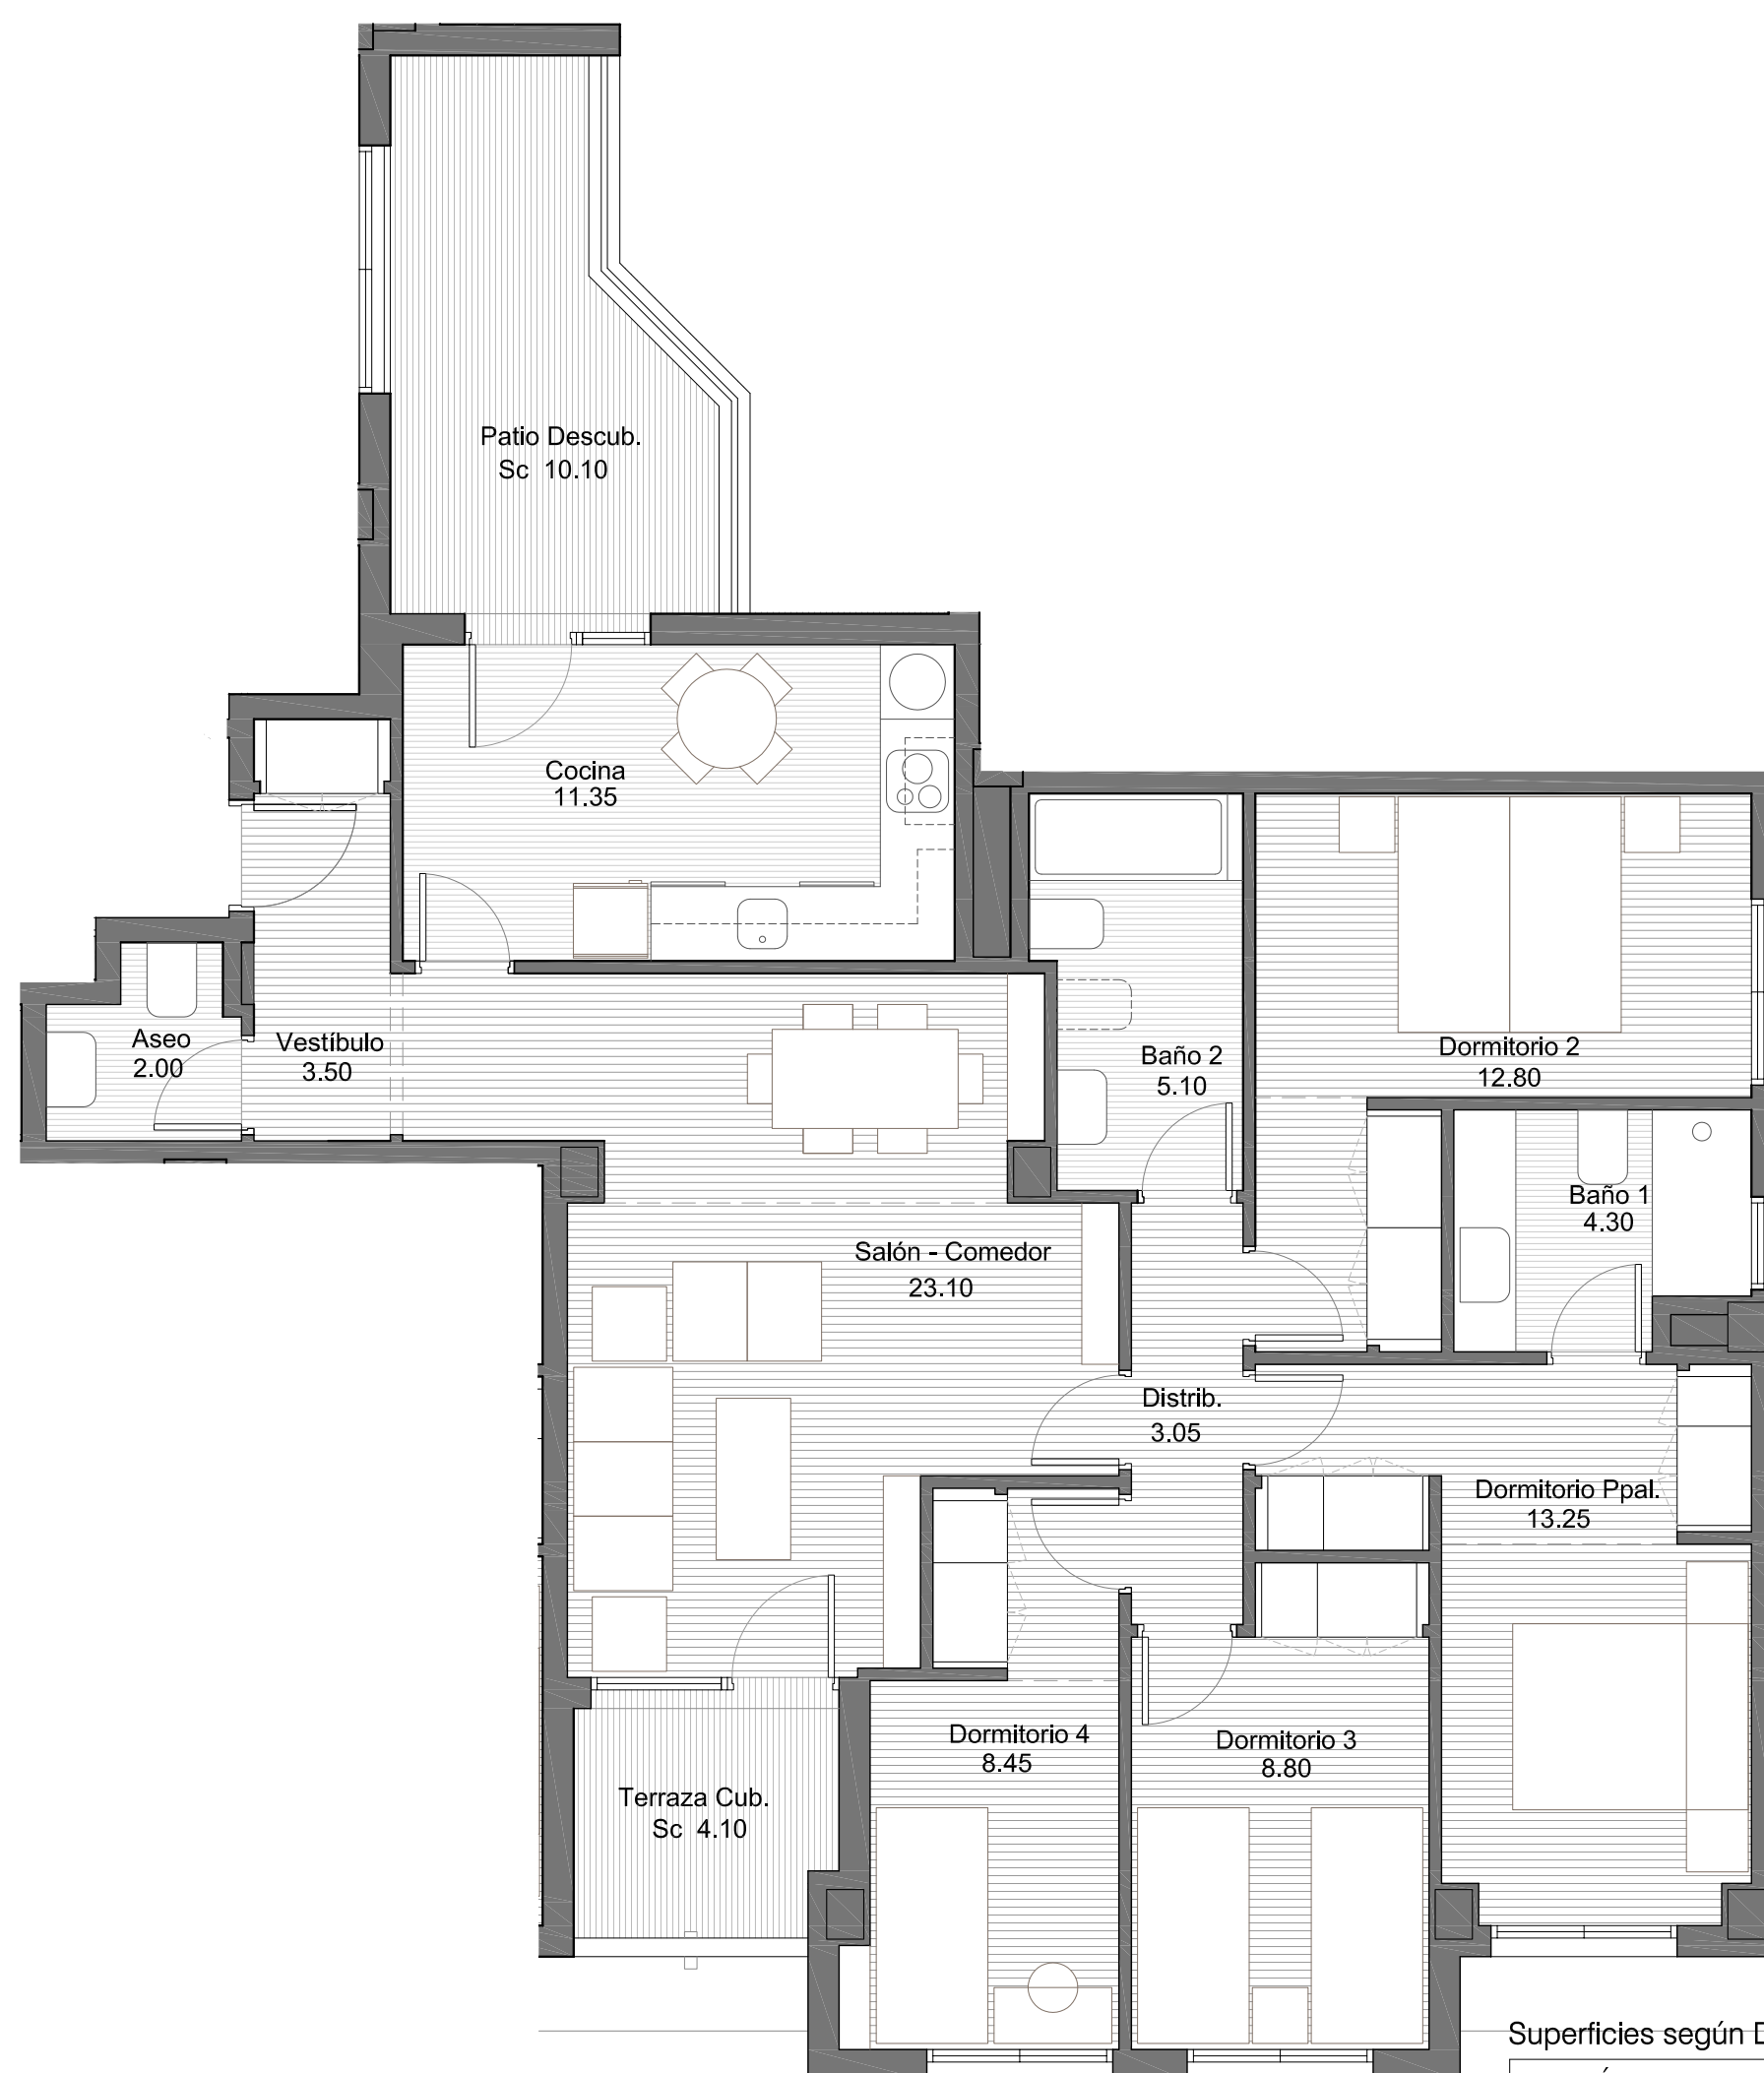 Patio Descub.
Sc 10.10
Cocina
11.35
Aseo
2.00
Vestíbulo
3.50
Baño 2
5.10
Dormitorio 2
12.80
Baño 1
4.30
Salón - Comedor
23.10
Distrib.
3.05
Dormitorio Ppal.
13.25
Dormitorio 4
8.45
Dormitorio 3
8.80
Terraza Cub.
Sc 4.10
Superficies según